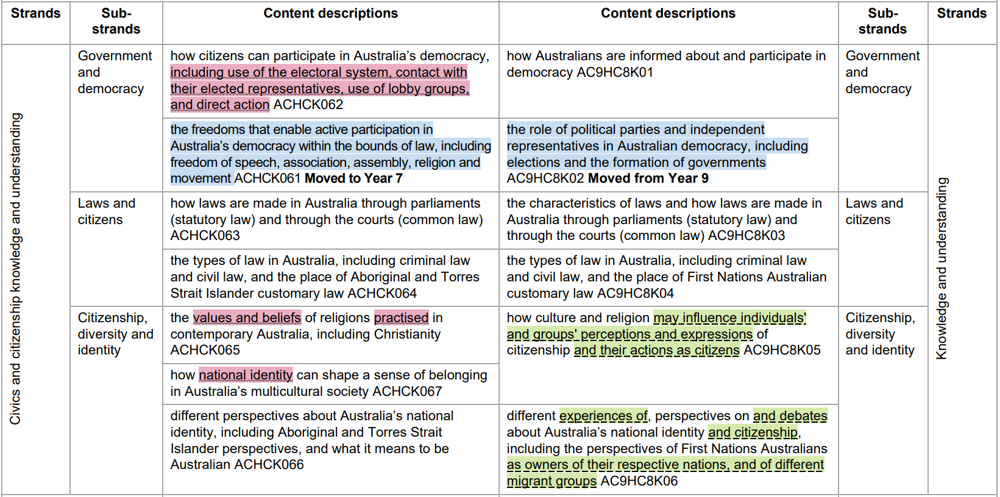 Strands
Sub-
strands
Content descriptions
Content descriptions
Sub-
strands
Strands
Civics and citizenship knowledge and understanding
Government
and
democracy
how citizens can participate in Australia’s democracy,
including use of the electoral system, contact with
their elected representatives, use of lobby groups,
and direct action ACHCK062
how Australians are informed about and participate in
democracy AC9HC8K01
Government
and
democracy
Knowledge and understanding
the freedoms that enable active participation in
Australia’s democracy within the bounds of law, including
freedom of speech, association, assembly, religion and
movement ACHCK061 Moved to Year 7
the role of political parties and independent
representatives in Australian democracy, including
elections and the formation of governments
AC9HC8K02 Moved from Year 9
Laws and
citizens
how laws are made in Australia through parliaments
(statutory law) and through the courts (common law)
ACHCK063
the characteristics of laws and how laws are made in
Australia through parliaments (statutory law) and
through the courts (common law) AC9HC8K03
Laws and
citizens
the types of law in Australia, including criminal law
and civil law, and the place of Aboriginal and Torres
Strait Islander customary law ACHCK064
the types of law in Australia, including criminal law
and civil law, and the place of First Nations Australian
customary law AC9HC8K04
Citizenship,
diversity and
identity
the values and beliefs of religions practised in
contemporary Australia, including Christianity
ACHCK065
how culture and religion may influence individuals'
and groups' perceptions and expressions of
citizenship and their actions as citizens AC9HC8K05
Citizenship,
diversity
and identity
how national identity can shape a sense of belonging
in Australia’s multicultural society ACHCK067
different perspectives about Australia’s national
identity, including Aboriginal and Torres Strait
Islander perspectives, and what it means to be
Australian ACHCK066
different experiences of, perspectives on and debates
about Australia’s national identity and citizenship,
including the perspectives of First Nations Australians
as owners of their respective nations, and of different
migrant groups AC9HC8K06